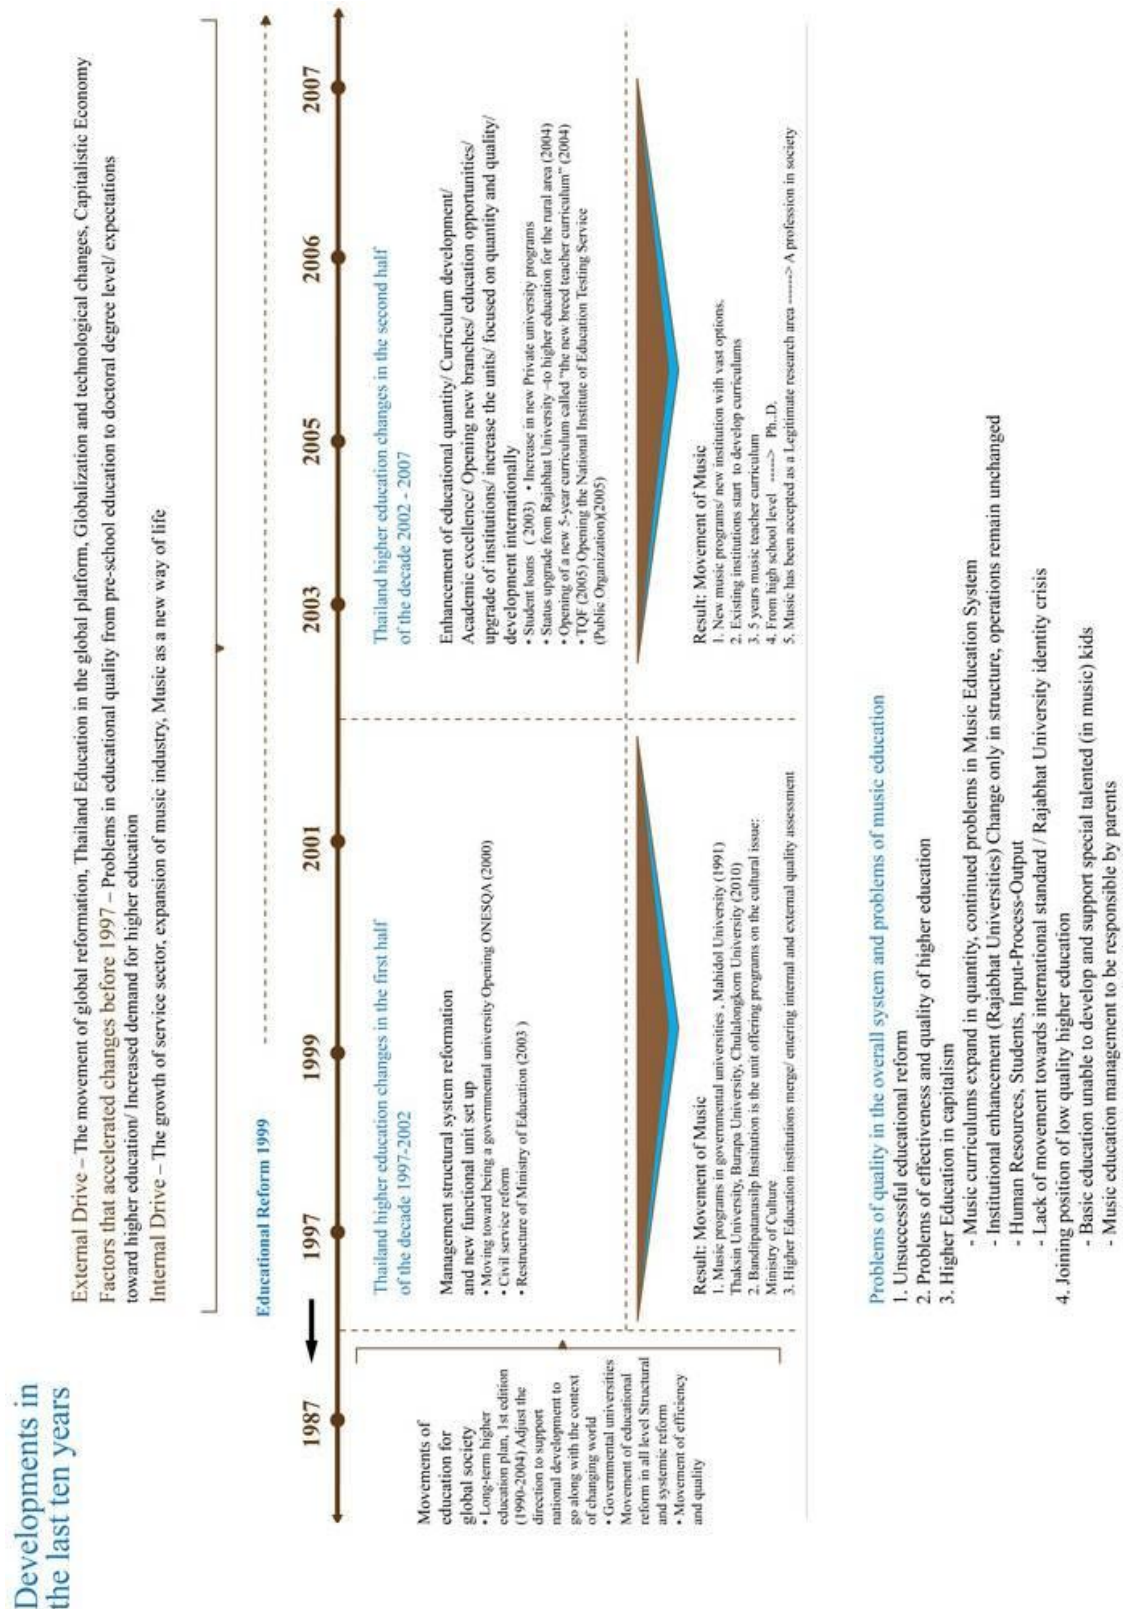 Developments in
the last ten years
External Drive – The movement of global reformation, Thailand Education in the global platform, Globalization and technological changes, Capitalistic Economy
Factors that accelerated changes before 1997 – Problems in educational quality from pre-school education to doctoral degree level/ expectations
toward higher education/ Increased demand for higher education
Internal Drive – The growth of service sector, expansion of music industry, Music as a new way of life
Educational Reform 1999
1987
1997
1999
2001
2003
2005
2006
2007
Movements of
education for
global society
• Long-term higher
education plan, 1st edition
(1990-2004) Adjust the
direction to support
national development to
go along with the context
of changing world
• Governmental universities
Movement of educational
reform in all level Structural
and systemic reform
• Movement of efficiency
and quality
Thailand higher education changes in the first half
of the decade 1997-2002
Management structural system reformation
and new functional unit set up
• Moving toward being a governmental university Opening ONESQA (2000)
• Civil service reform
• Restructure of Ministry of Education (2003 )
Result: Movement of Music
1. Music programs in governmental universities , Mahidol University (1991)
Thaksin University, Burapa University, Chulalongkorn University (2010)
2. Banditpatanasilp Institution is the unit offering programs on the cultural issue:
Ministry of Culture
3. Higher Education institutions merge/ entering internal and external quality assessment
Thailand higher education changes in the second half
of the decade 2002 - 2007
Enhancement of educational quantity/ Curriculum development/
Academic excellence/ Opening new branches/ education opportunities/
upgrade of institutions/ increase the units/ focused on quantity and quality/
development internationally
• Student loans ( 2003) • Increase in new Private university programs
• Status upgrade from Rajabhat University –to higher education for the rural area (2004)
• Opening of a new 5-year curriculum called "the new breed teacher curriculum" (2004)
• TQF (2005) Opening the National Institute of Education Testing Service
(Public Organization)(2005)
Result: Movement of Music
1. New music programs/ new institution with vast options.
2. Existing institutions start to develop curriculums
3. 5 years music teacher curriculum
4. From high school level -----> Ph..D.
5. Music has been accepted as a Legitimate research area ------> A profession in society
Problems of quality in the overall system and problems of music education
1. Unsuccessful educational reform
2. Problems of effectiveness and quality of higher education
3. Higher Education in capitalism
- Music curriculums expand in quantity, continued problems in Music Education System
- Institutional enhancement (Rajabhat Universities) Change only in structure, operations remain unchanged
- Human Resources, Students, Input-Process-Output
- Lack of movement towards international standard / Rajabhat University identity crisis
4. Joining position of low quality higher education
- Basic education unable to develop and support special talented (in music) kids
- Music education management to be responsible by parents